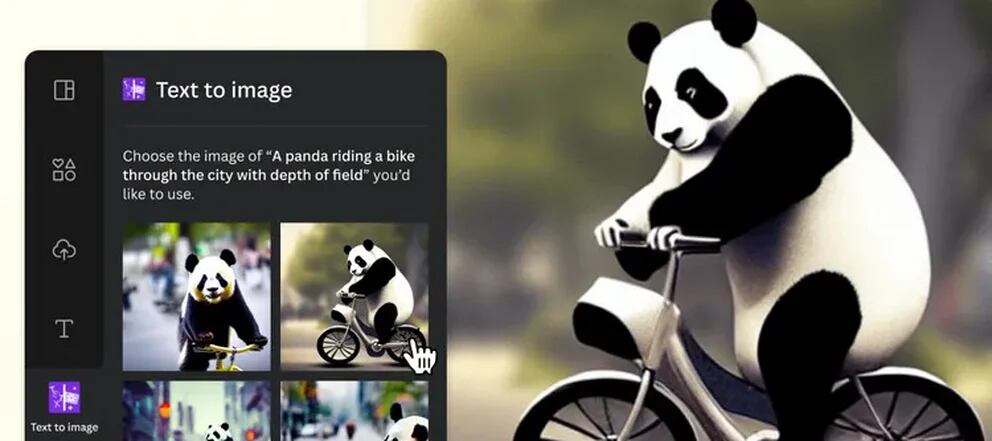 Text to image
Choose the image of “A panda riding a bike
through the city with depth of field” you’d
like to use.
T
Text to image